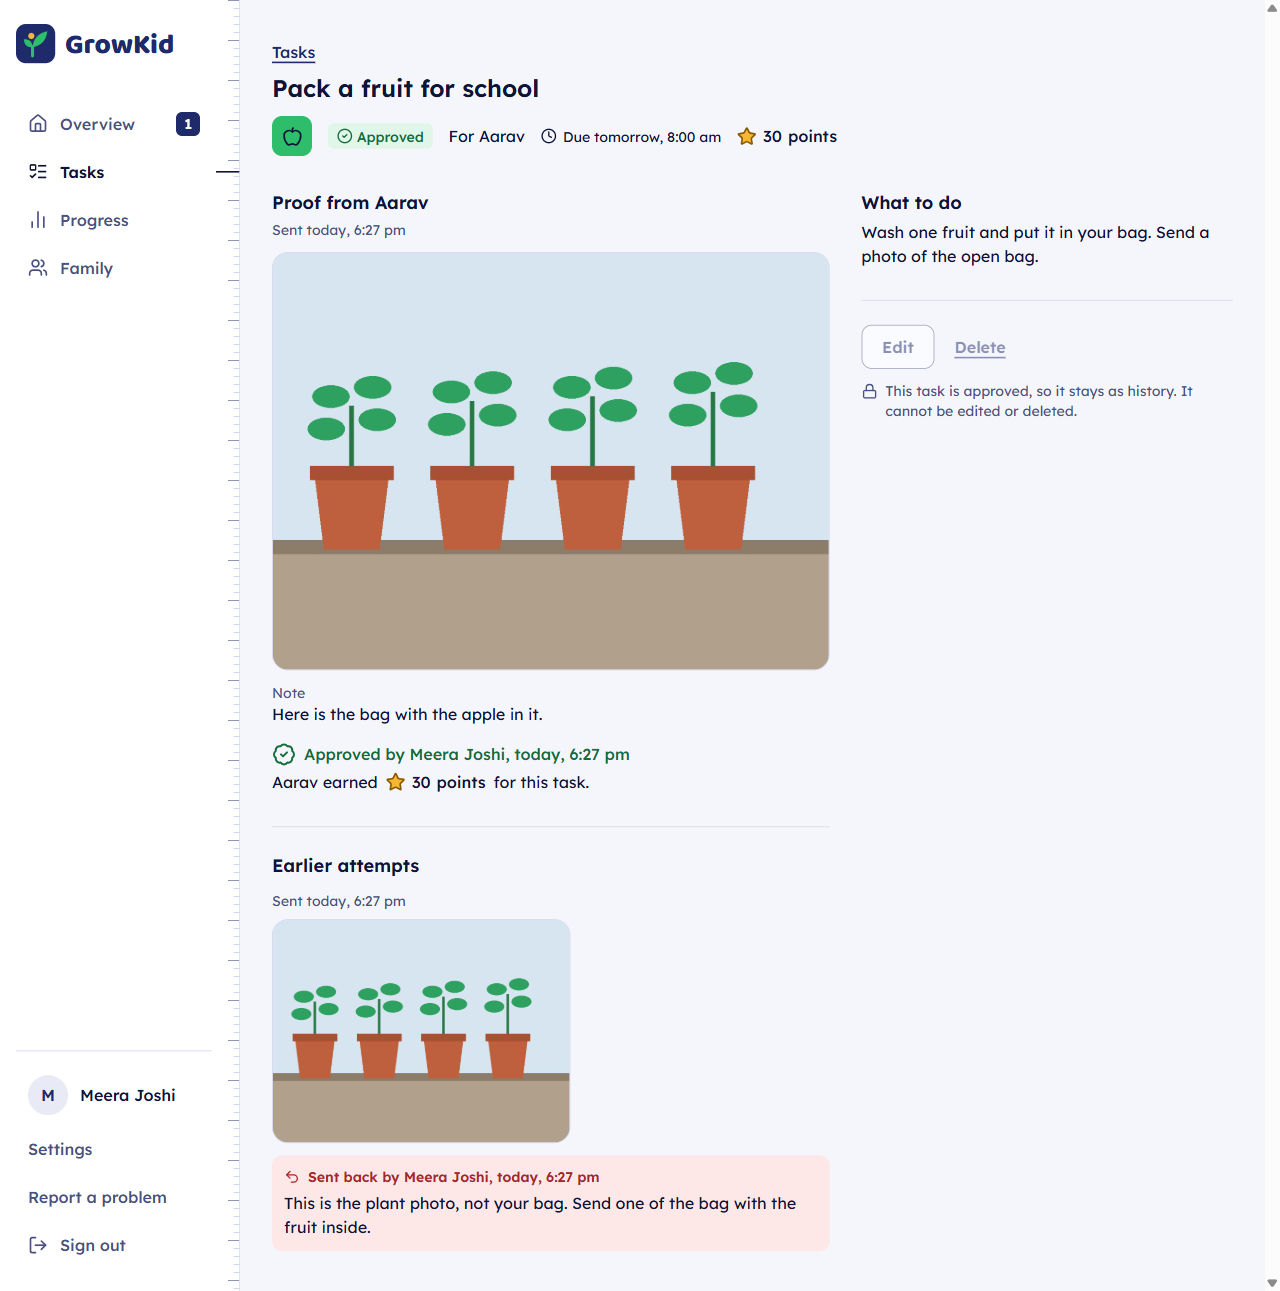 GrowKid
Overview 1
Tasks
Progress
Family
M Meera Joshi
Settings
Report a problem
Sign out
Tasks
Pack a fruit for school
Approved For Aarav Due tomorrow, 8:00 am 30 points
Proof from Aarav
Sent today, 6:27 pm
Note
Here is the bag with the apple in it.
Approved by Meera Joshi, today, 6:27 pm
Aarav earned 30 points for this task.
Earlier attempts
Sent today, 6:27 pm
Sent back by Meera Joshi, today, 6:27 pm
This is the plant photo, not your bag. Send one of the bag with the
fruit inside.
What to do
Wash one fruit and put it in your bag. Send a
photo of the open bag.
Edit Delete
This task is approved, so it stays as history. It
cannot be edited or deleted.